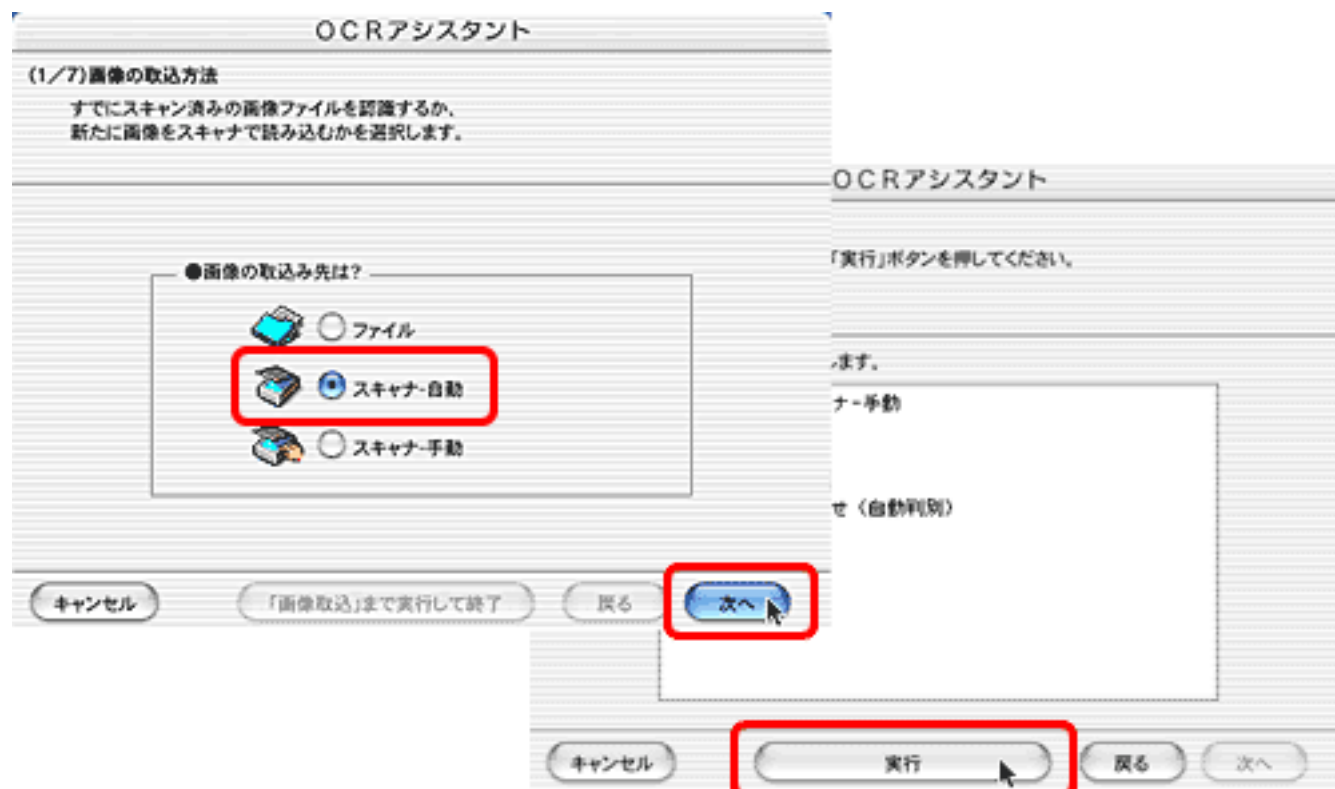 OCRアシスタント
(1/7)画像の取込方法
すでにスキャン済みの画像ファイルを認識するか、
新たに画像をスキャナで読み込むかを選択します。
●画像の取込み先は?
ファイル
スキャナ-自動
スキャナ-手動
キャンセル
「画像取込」まで実行して終了
戻る
次へ
OCRアシスタント
「実行」ボタンを押してください。
します。
ナ-手動
せ（自動判別）
キャンセル
実行
戻る
次へ